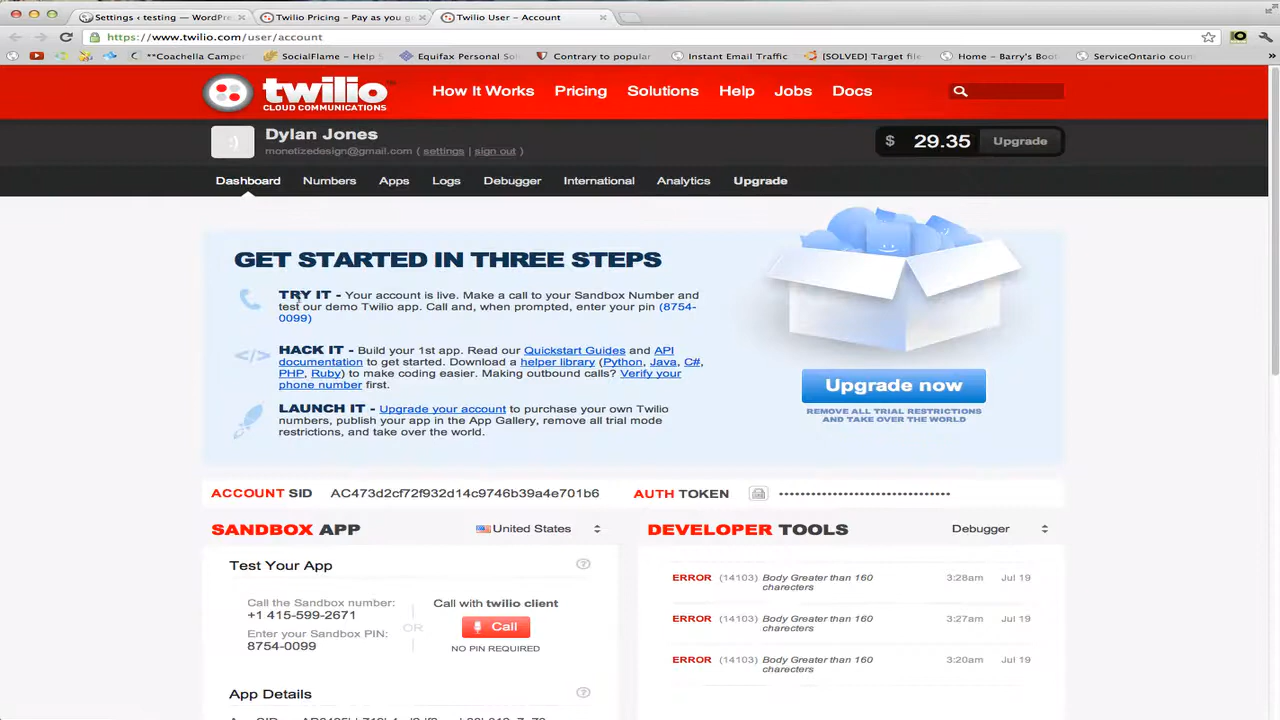 Settings ‹ testing — WordPre
Twilio Pricing - Pay as you g
Twilio User - Account
https://www.twilio.com/user/account
**Coachella Camper
SocialFlame - Help S
Equifax Personal So
Contrary to popular
Instant Email Traffic
[SOLVED] Target file
Home – Barry's Boot
ServiceOntario coun
»
twilio
CLOUD COMMUNICATIONS
How It Works Pricing Solutions Help Jobs Docs
:)
Dylan Jones
monetizedesign@gmail.com ( settings | sign out )
$ 29.35 Upgrade
Dashboard Numbers Apps Logs Debugger International Analytics Upgrade
GET STARTED IN THREE STEPS
TRY IT - Your account is live. Make a call to your Sandbox Number and
test our demo Twilio app. Call and, when prompted, enter your pin (8754-
0099)
</> HACK IT - Build your 1st app. Read our Quickstart Guides and API
documentation to get started. Download a helper library (Python, Java, C#,
PHP, Ruby) to make coding easier. Making outbound calls? Verify your
phone number first.
LAUNCH IT - Upgrade your account to purchase your own Twilio
numbers, publish your app in the App Gallery, remove all trial mode
restrictions, and take over the world.
Upgrade now
REMOVE ALL TRIAL RESTRICTIONS
AND TAKE OVER THE WORLD
ACCOUNT SID AC473d2cf72f932d14c9746b39a4e701b6
AUTH TOKEN
SANDBOX APP
United States
Test Your App
?
Call the Sandbox number:
+1 415-599-2671
Enter your Sandbox PIN:
8754-0099
OR
Call with twilio client
Call
NO PIN REQUIRED
App Details
?
DEVELOPER TOOLS
Debugger
ERROR (14103) Body Greater than 160 3:28am Jul 19
charecters
ERROR (14103) Body Greater than 160 3:27am Jul 19
charecters
ERROR (14103) Body Greater than 160 3:20am Jul 19
charecters